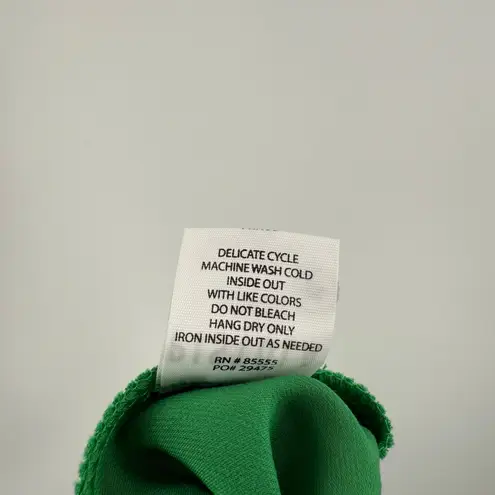 DELICATE CYCLE
MACHINE WASH COLD
INSIDE OUT
WITH LIKE COLORS
DO NOT BLEACH
HANG DRY ONLY
IRON INSIDE OUT AS NEEDED
RN # 85555
PO# 29475